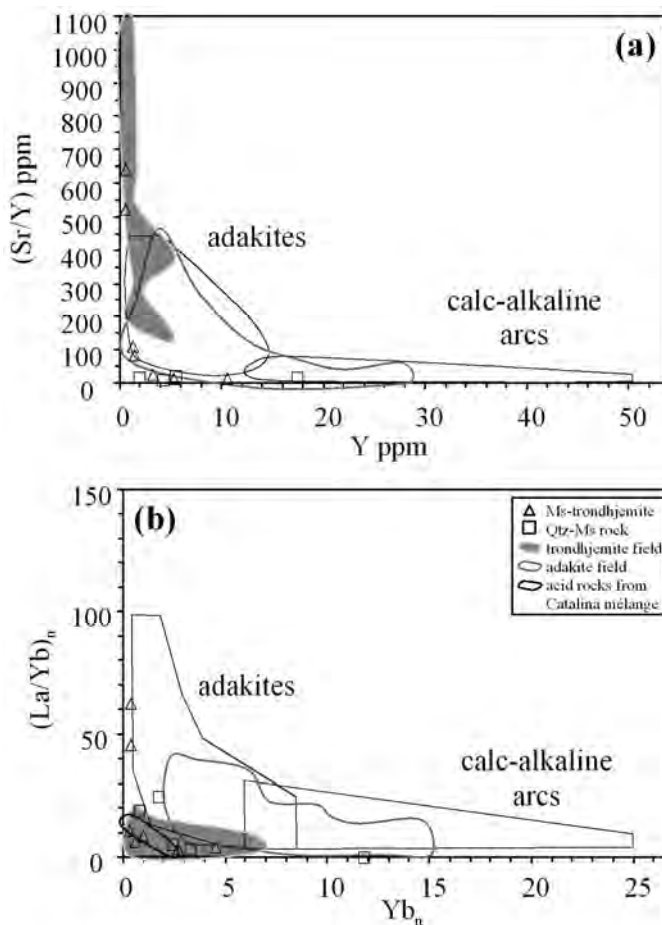 1100
1000
900
800
700
600
500
400
300
200
100
0
(Sr/Y) ppm
(a)
adakites
calc-alkaline
arcs
0
10
20
30
40
50
Y ppm
150
100
50
0
(La/Yb)n
(b)
Ms-trondhjemite
Qtz-Ms rock
trondhjemite field
adakite field
acid rocks from
Catalina mélange
adakites
calc-alkaline
arcs
0
5
10
15
20
25
Ybn